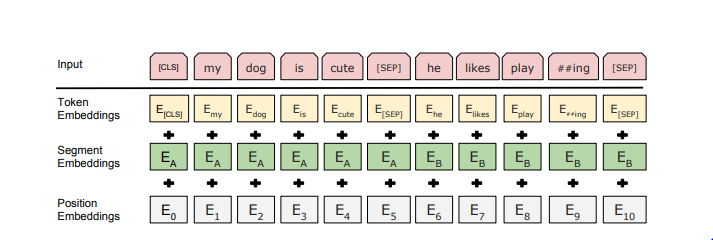 Input [CLS] my dog is cute [SEP] he likes play ##ing [SEP]
Token Embeddings E[CLS] Emy Edog Eis Ecute E[SEP] Ehe Elikes Eplay E##ing E[SEP]
+ + + + + + + + + + +
Segment Embeddings EA EA EA EA EA EA EB EB EB EB EB
+ + + + + + + + + + +
Position Embeddings E0 E1 E2 E3 E4 E5 E6 E7 E8 E9 E10